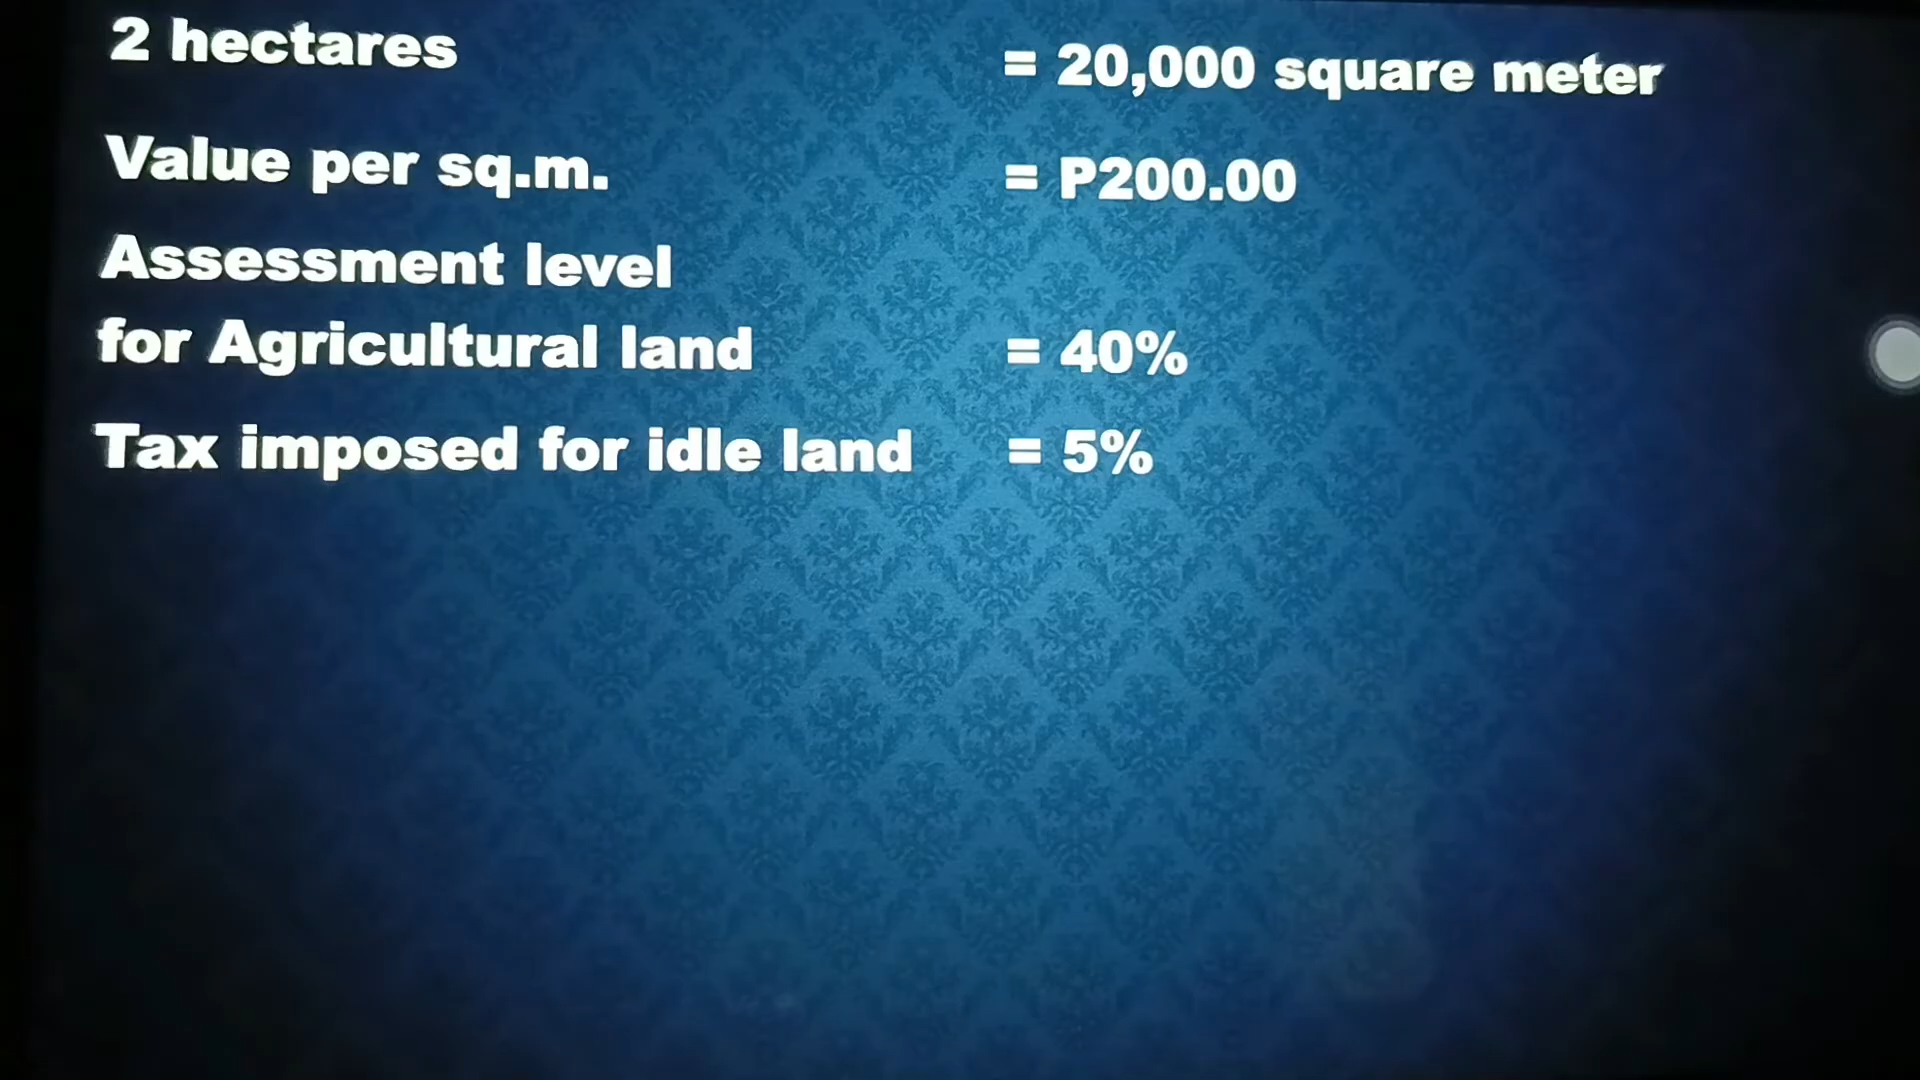 2 hectares = 20,000 square meter
Value per sq.m. = P200.00
Assessment level
for Agricultural land = 40%
Tax imposed for idle land = 5%